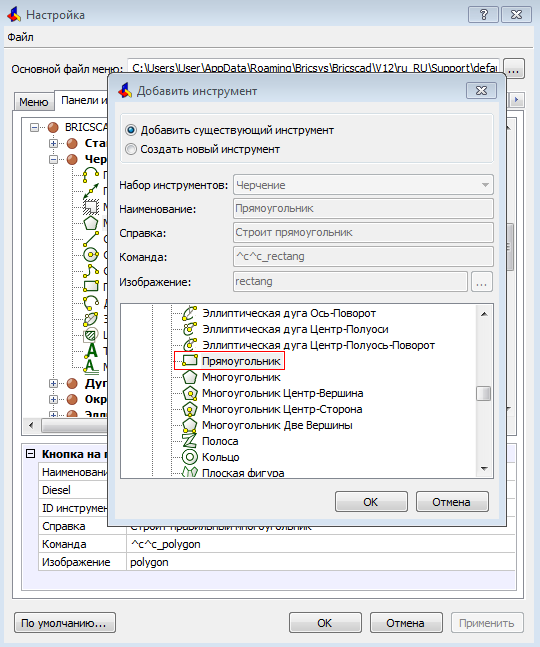 Настройка
Файл
Основной файл меню: C:\Users\User\AppData\Roaming\Bricsys\Bricscad\V12\ru_RU\Support\defau ...
Меню Панели и
BRICSCA
Ста
Чер
Дуг
Окр
Элли
Кнопка на п
Наименовани
Diesel
ID инструмен
Справка Строит правильный многоугольник
Команда ^c^c_polygon
Изображение polygon
По умолчанию... OK Отмена Применить
Добавить инструмент
Добавить существующий инструмент
Создать новый инструмент
Набор инструментов: Черчение
Наименование: Прямоугольник
Справка: Строит прямоугольник
Команда: ^c^c_rectang
Изображение: rectang ...
Эллиптическая дуга Ось-Поворот
Эллиптическая дуга Центр-Полуоси
Эллиптическая дуга Центр-Полуось-Поворот
Прямоугольник
Многоугольник
Многоугольник Центр-Вершина
Многоугольник Центр-Сторона
Многоугольник Две Вершины
Полоса
Кольцо
Плоская фигура
OK Отмена